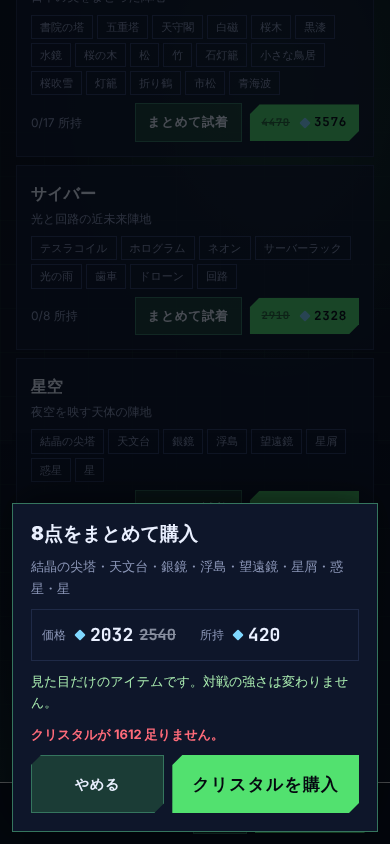 書院の塔 五重塔 天守閣 白磁 桜木 黒漆
水鏡 桜の木 松 竹 石灯籠 小さな鳥居
桜吹雪 灯籠 折り鶴 市松 青海波
0/17 所持 まとめて試着 4470 3576
サイバー
光と回路の近未来陣地
テスラコイル ホログラム ネオン サーバーラック
光の雨 歯車 ドローン 回路
0/8 所持 まとめて試着 2910 2328
星空
夜空を映す天体の陣地
結晶の尖塔 天文台 銀鏡 浮島 望遠鏡 星屑
惑星 星
8点をまとめて購入
結晶の尖塔・天文台・銀鏡・浮島・望遠鏡・星屑・惑
星・星
価格 2032 2540 所持 420
見た目だけのアイテムです。対戦の強さは変わりませ
ん。
クリスタルが 1612 足りません。
やめる クリスタルを購入